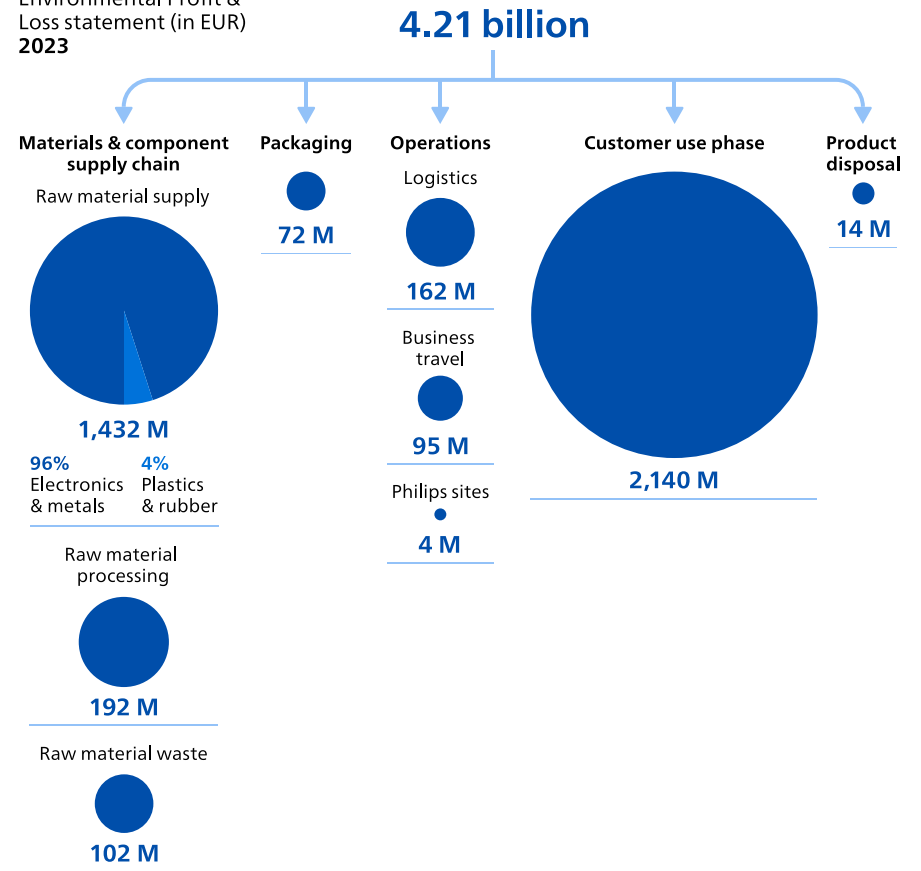 Environmental Profit &
Loss statement (in EUR)
2023
4.21 billion
Materials & component
supply chain
Raw material supply
1,432 M
96%
Electronics
& metals
4%
Plastics
& rubber
Raw material
processing
192 M
Raw material waste
102 M
Packaging
72 M
Operations
Logistics
162 M
Business
travel
95 M
Philips sites
4 M
Customer use phase
2,140 M
Product
disposal
14 M